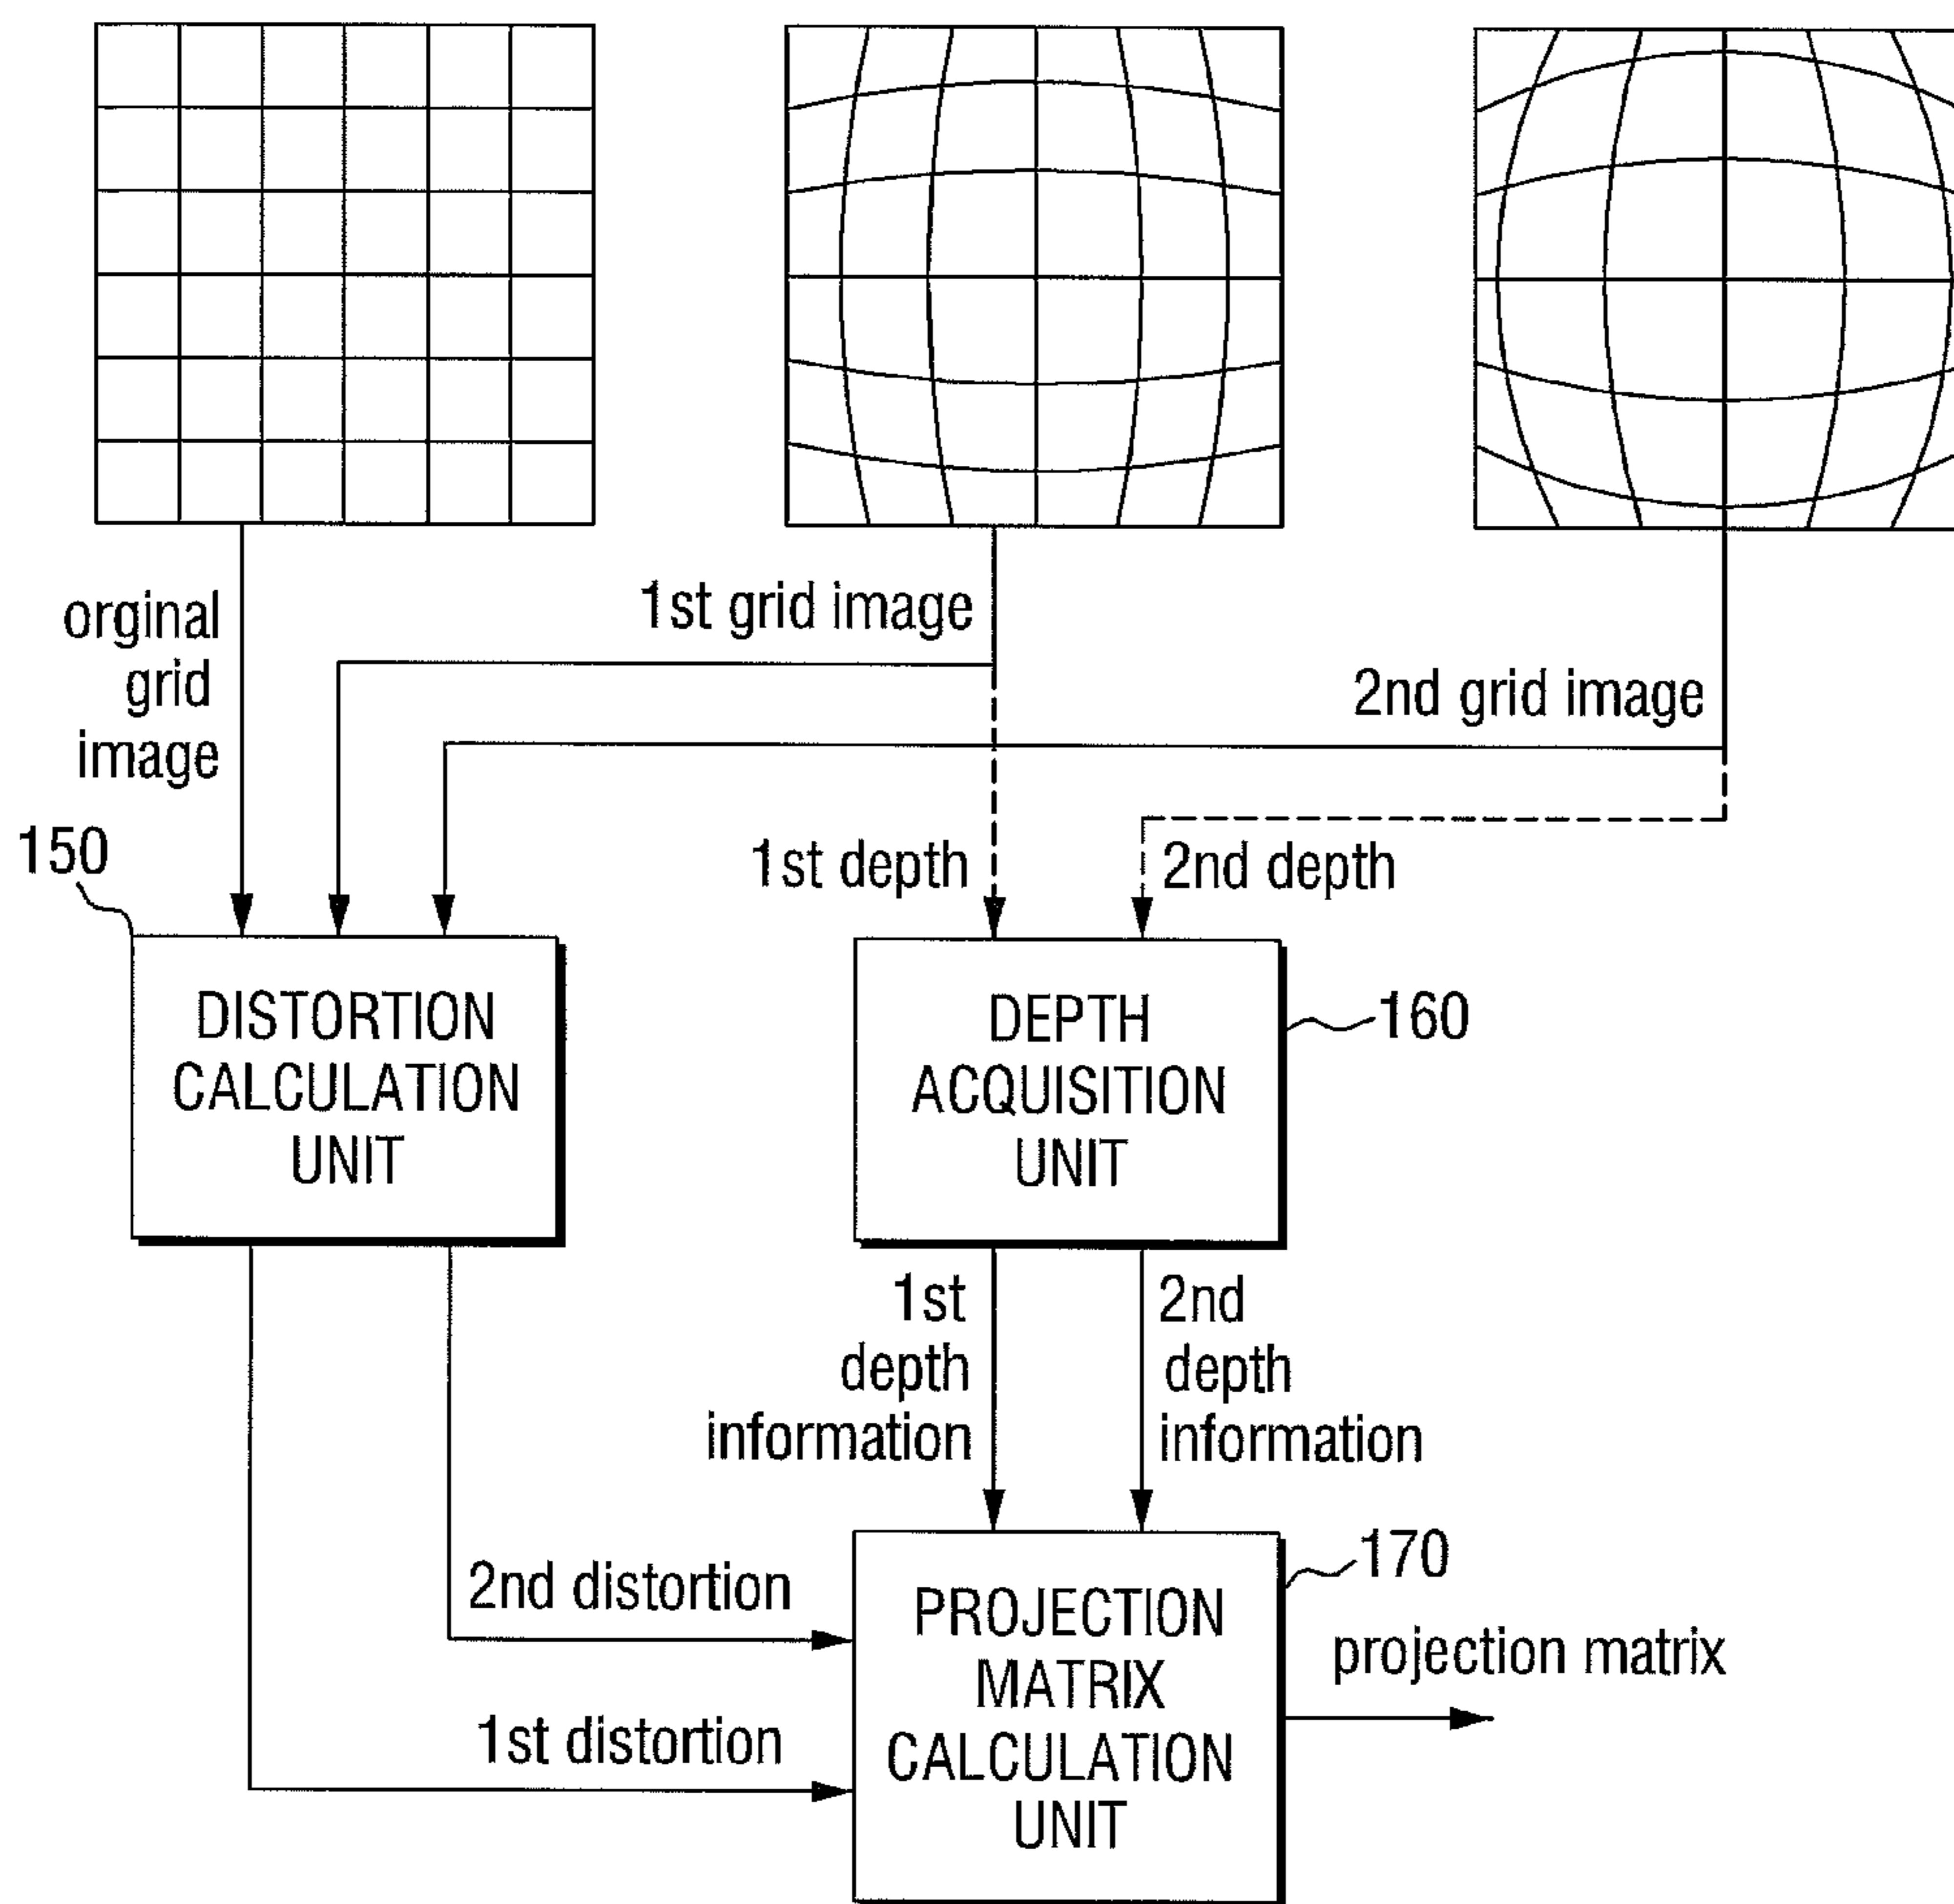 orginal
grid
image
1st grid image
2nd grid image
150
1st depth
2nd depth
DISTORTION
CALCULATION
UNIT
DEPTH
ACQUISITION
UNIT
160
1st
depth
information
2nd
depth
information
2nd distortion
1st distortion
PROJECTION
MATRIX
CALCULATION
UNIT
170
projection matrix